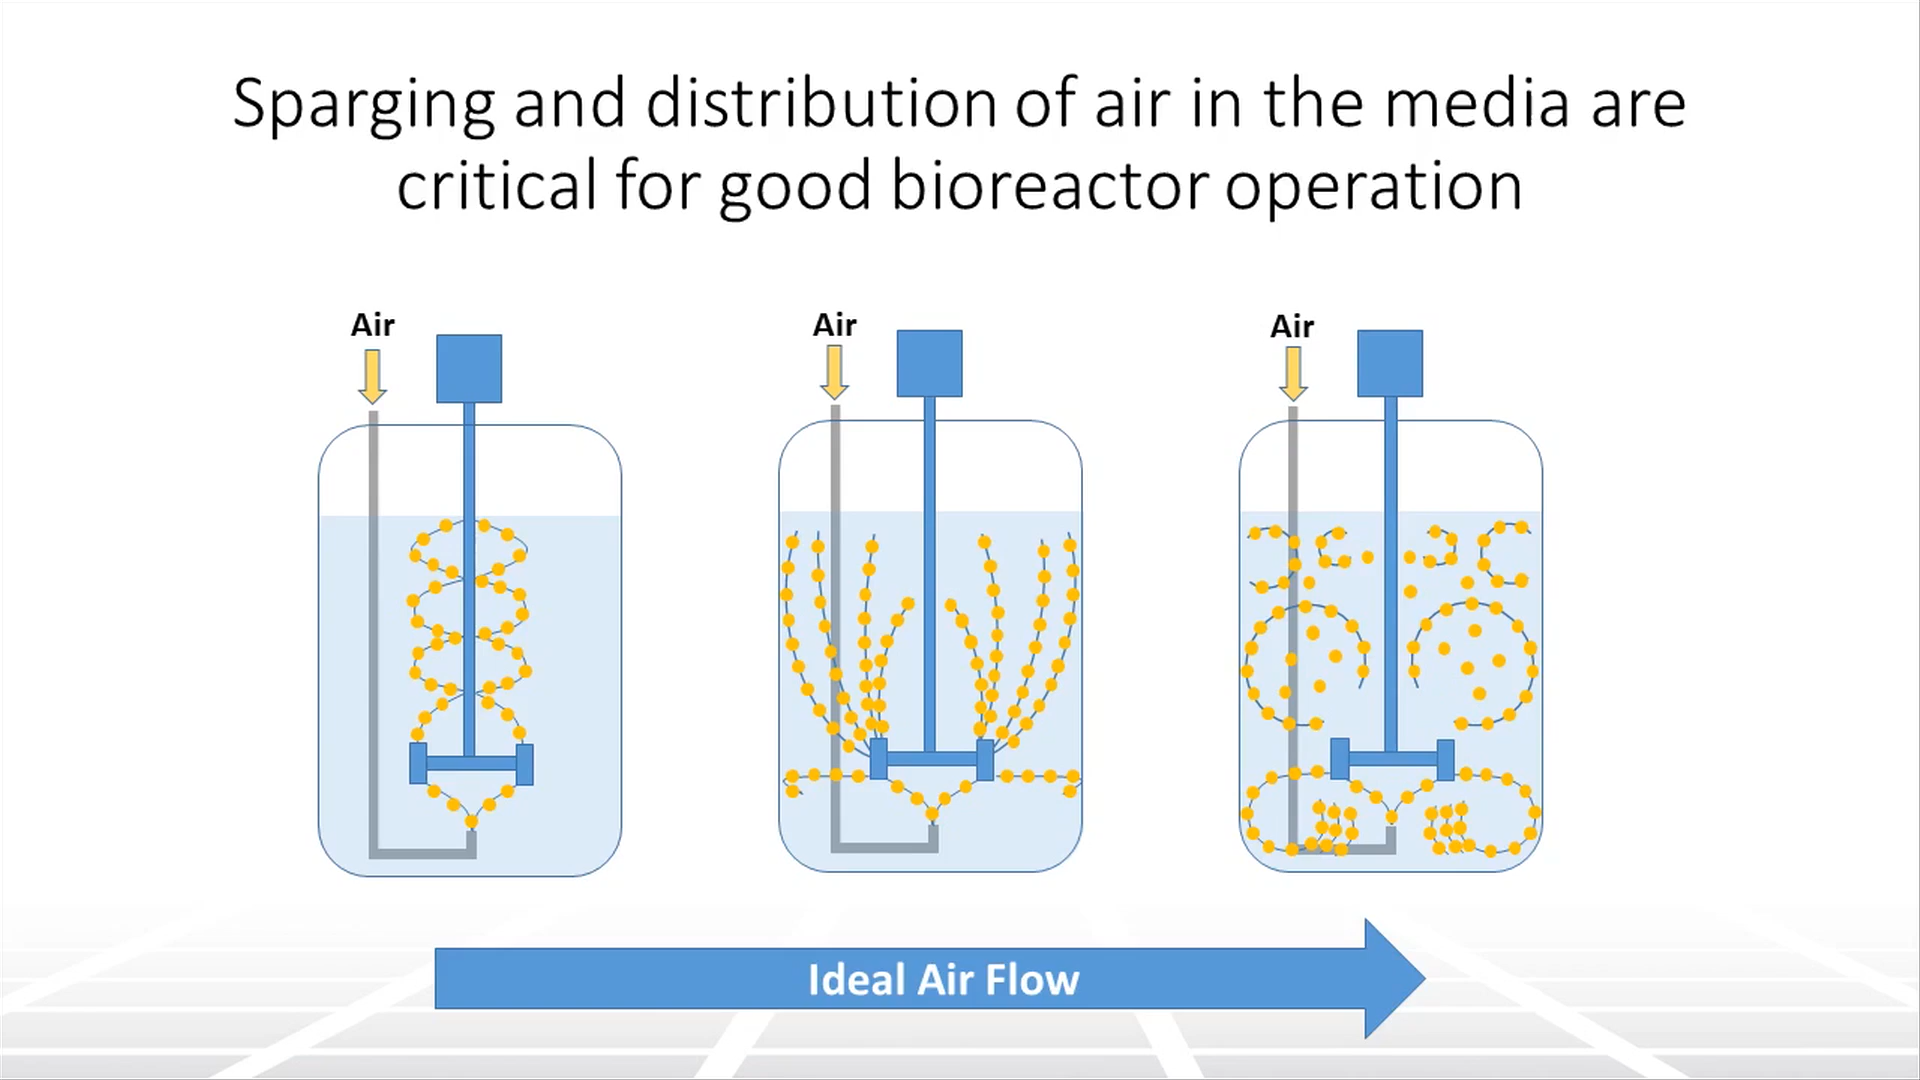 Sparging and distribution of air in the media are
critical for good bioreactor operation
Air
Air
Air
Ideal Air Flow